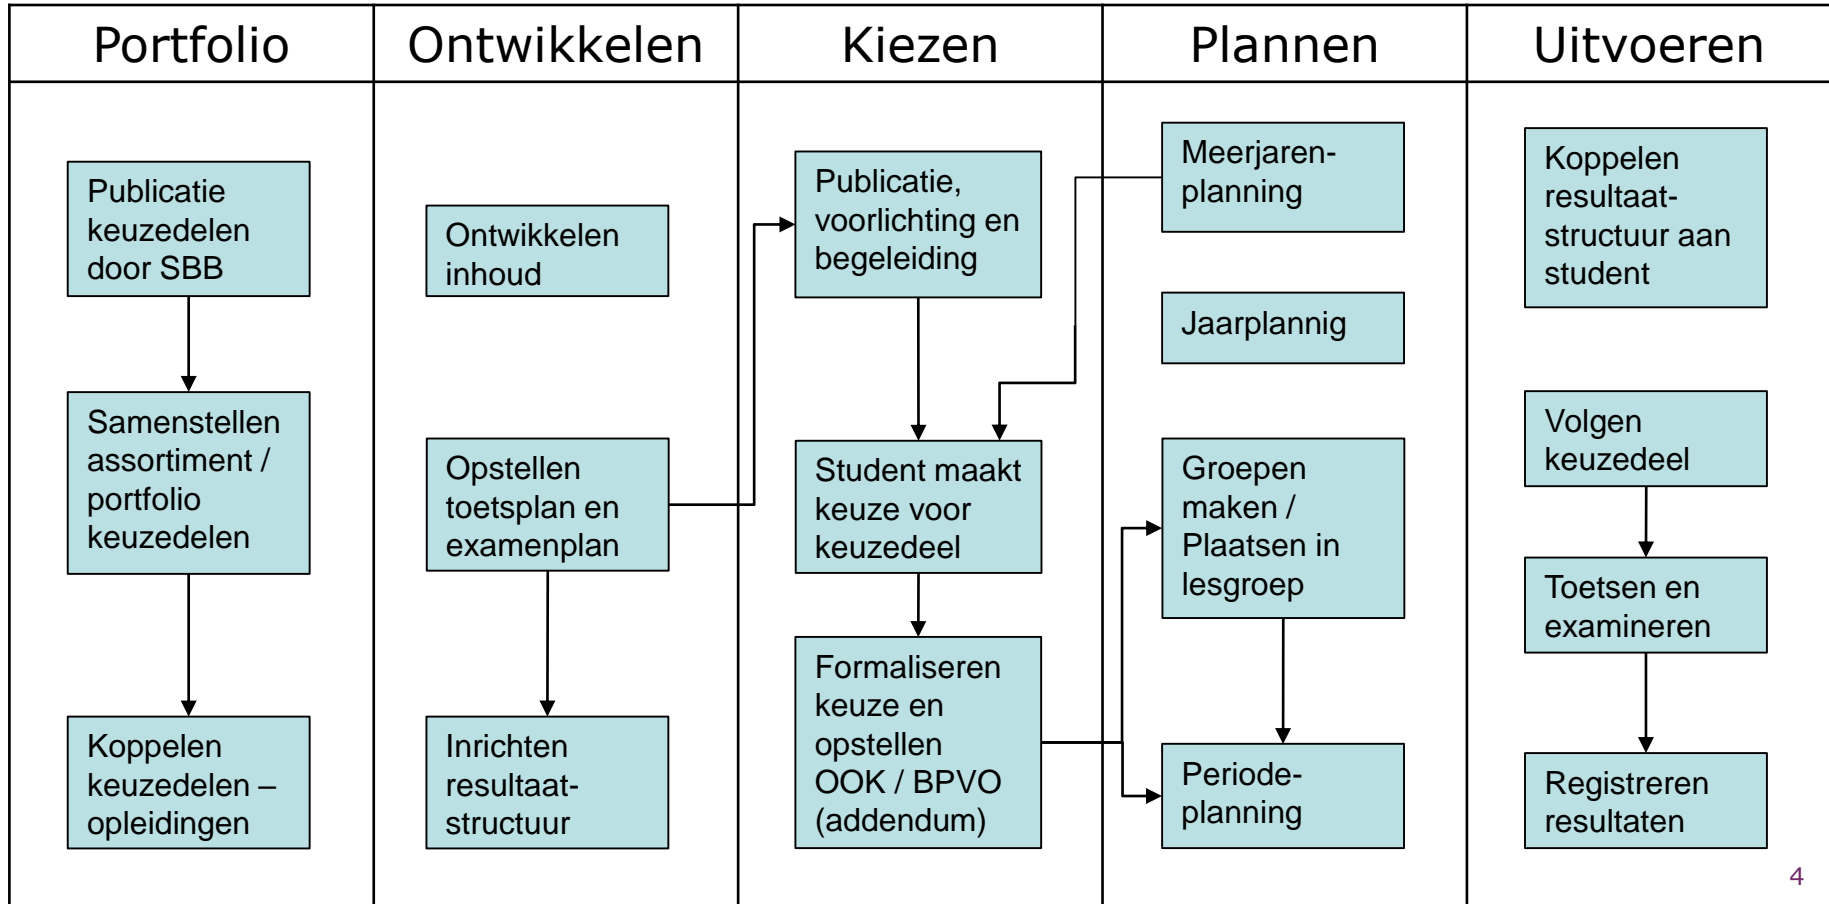 Portfolio
Ontwikkelen
Kiezen
Plannen
Uitvoeren
Publicatie
keuzedelen
door SBB
Samenstellen
assortiment /
portfolio
keuzedelen
Koppelen
keuzedelen –
opleidingen
Ontwikkelen
inhoud
Opstellen
toetsplan en
examenplan
Inrichten
resultaat-
structuur
Publicatie,
voorlichting en
begeleiding
Student maakt
keuze voor
keuzedeel
Formaliseren
keuze en
opstellen
OOK / BPVO
(addendum)
Meerjaren-
planning
Jaarplannig
Groepen
maken /
Plaatsen in
lesgroep
Periode-
planning
Koppelen
resultaat-
structuur aan
student
Volgen
keuzedeel
Toetsen en
examineren
Registreren
resultaten
4